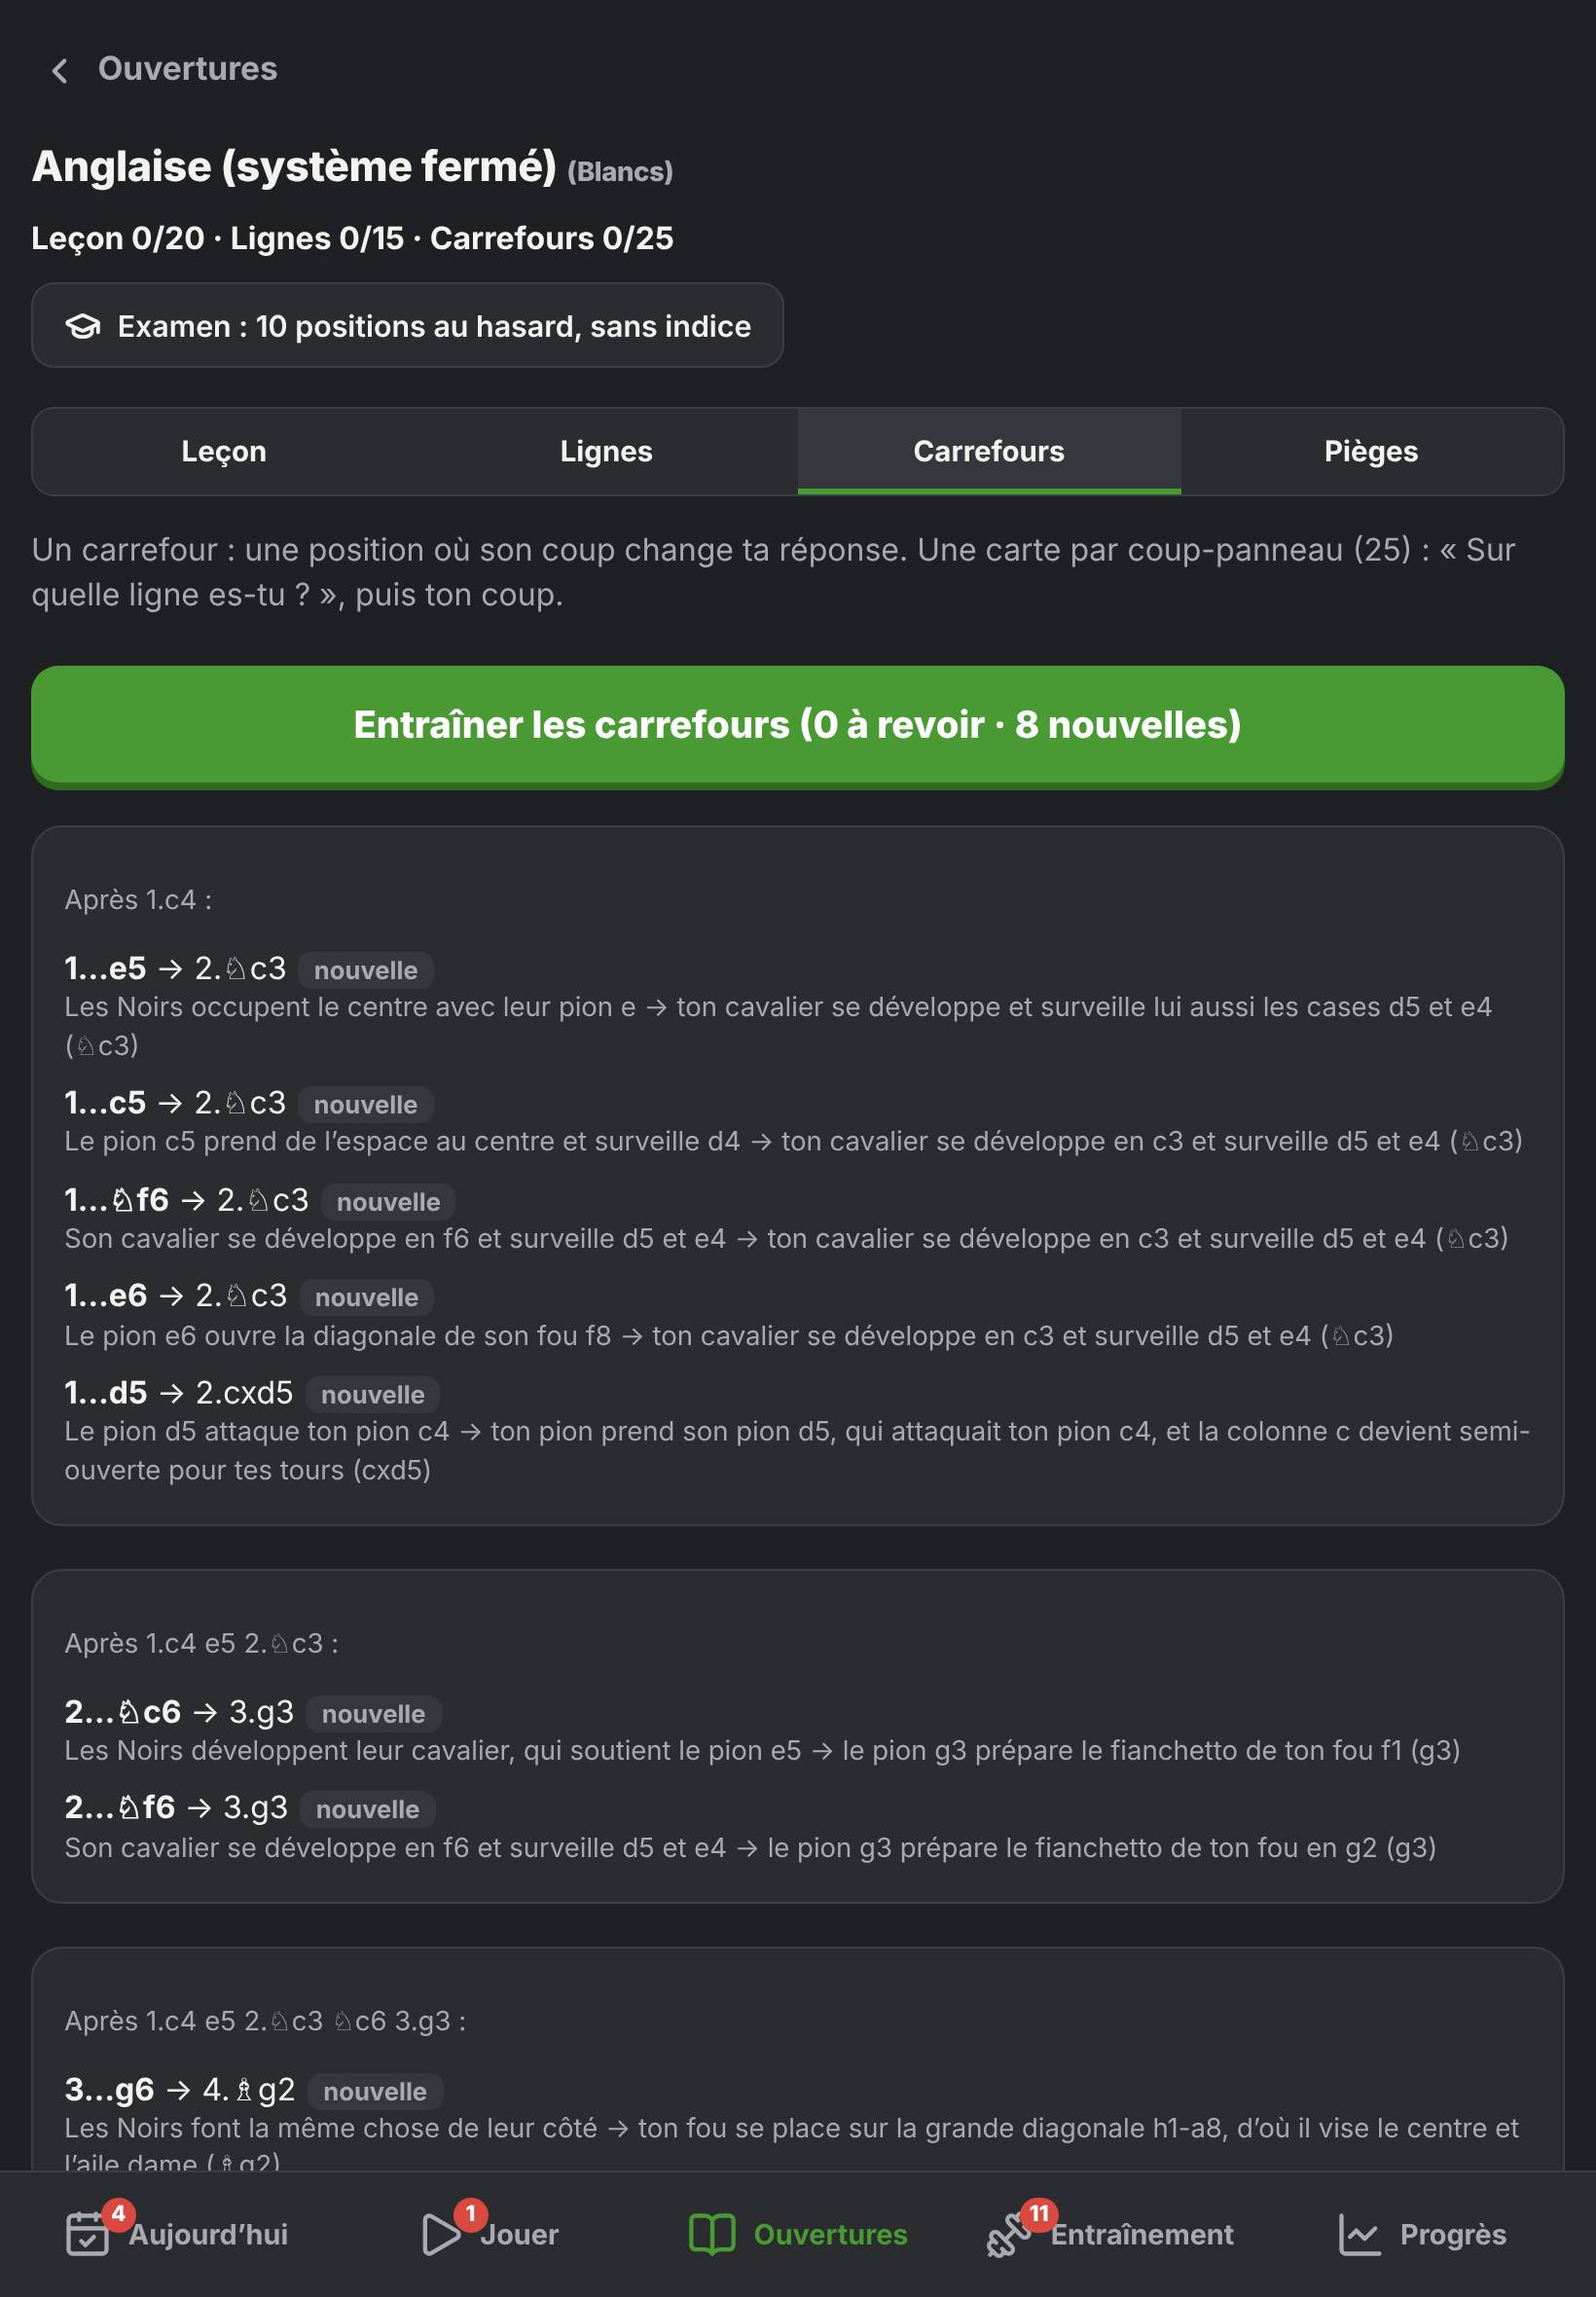 Ouvertures
Anglaise (système fermé) (Blancs)
Leçon 0/20 · Lignes 0/15 · Carrefours 0/25
Examen : 10 positions au hasard, sans indice
Leçon
Lignes
Carrefours
Pièges
Un carrefour : une position où son coup change ta réponse. Une carte par coup-panneau (25) : « Sur
quelle ligne es-tu ? », puis ton coup.
Entraîner les carrefours (0 à revoir · 8 nouvelles)
Après 1.c4 :
1…e5 → 2.♘c3 nouvelle
Les Noirs occupent le centre avec leur pion e → ton cavalier se développe et surveille lui aussi les cases d5 et e4
(♘c3)
1…c5 → 2.♘c3 nouvelle
Le pion c5 prend de l’espace au centre et surveille d4 → ton cavalier se développe en c3 et surveille d5 et e4 (♘c3)
1…♘f6 → 2.♘c3 nouvelle
Son cavalier se développe en f6 et surveille d5 et e4 → ton cavalier se développe en c3 et surveille d5 et e4 (♘c3)
1…e6 → 2.♘c3 nouvelle
Le pion e6 ouvre la diagonale de son fou f8 → ton cavalier se développe en c3 et surveille d5 et e4 (♘c3)
1…d5 → 2.cxd5 nouvelle
Le pion d5 attaque ton pion c4 → ton pion prend son pion d5, qui attaquait ton pion c4, et la colonne c devient semi-
ouverte pour tes tours (cxd5)
Après 1.c4 e5 2.♘c3 :
2…♘c6 → 3.g3 nouvelle
Les Noirs développent leur cavalier, qui soutient le pion e5 → le pion g3 prépare le fianchetto de ton fou f1 (g3)
2…♘f6 → 3.g3 nouvelle
Son cavalier se développe en f6 et surveille d5 et e4 → le pion g3 prépare le fianchetto de ton fou en g2 (g3)
Après 1.c4 e5 2.♘c3 ♘c6 3.g3 :
3…g6 → 4.♗g2 nouvelle
Les Noirs font la même chose de leur côté → ton fou se place sur la grande diagonale h1-a8, d’où il vise le centre et
l’aile dame (♗g2)
4 Aujourd’hui
1 Jouer
Ouvertures
11 Entraînement
Progrès